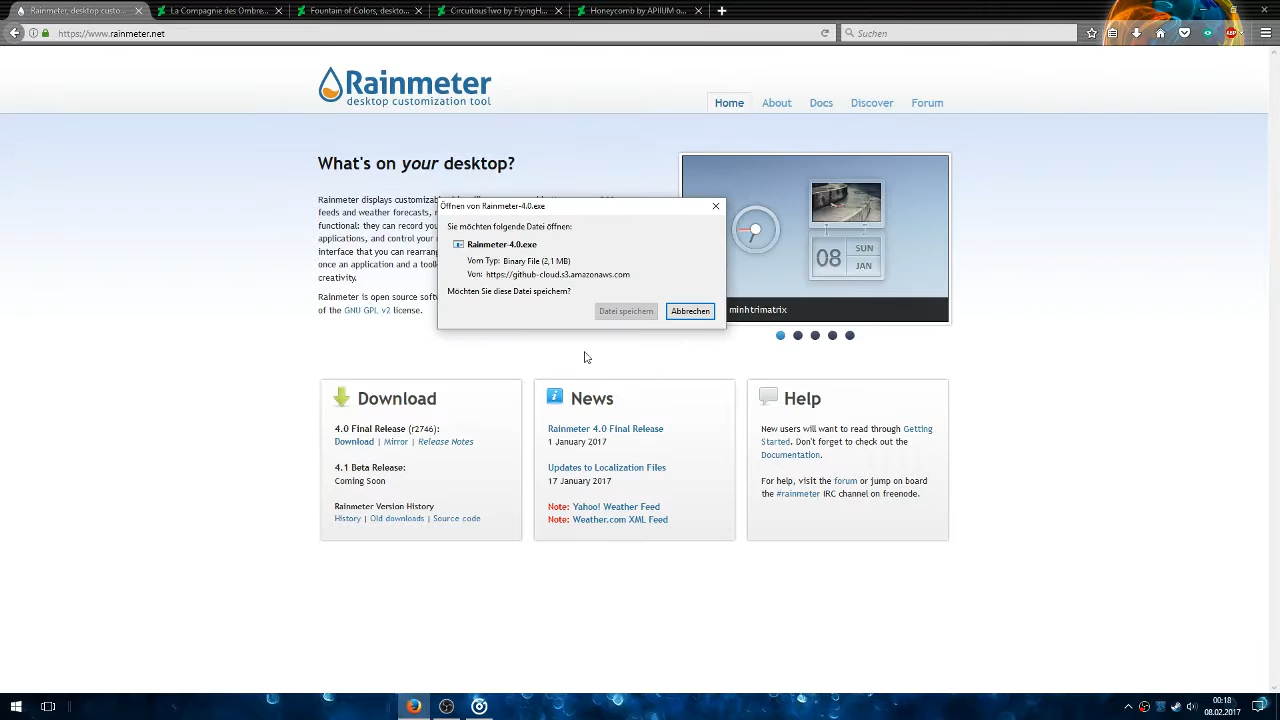 Rainmeter, desktop custo...
La Compagnie des Ombre...
Fountain of Colors, deskto...
CircuitousTwo by FlyingH...
Honeycomb by APIIUM o...
https://www.rainmeter.net
Suchen
ABP
Rainmeter
desktop customization tool
Home
About
Docs
Discover
Forum
What's on your desktop?
Rainmeter displays customizab
feeds and weather forecasts,
functional: they can record you
applications, and control your
interface that you can rearrang
once an application and a toolk
creativity.
Rainmeter is open source softw
of the GNU GPL v2 license.
Öffnen von Rainmeter-4.0.exe
Sie möchten folgende Datei öffnen:
Rainmeter-4.0.exe
Vom Typ: Binary File (2,1 MB)
Von: https://github-cloud.s3.amazonaws.com
Möchten Sie diese Datei speichern?
Datei speichern
Abbrechen
08
SUN
JAN
minhtrimatrix
Download
4.0 Final Release (r2746):
Download | Mirror | Release Notes
4.1 Beta Release:
Coming Soon
Rainmeter Version History
History | Old downloads | Source code
News
Rainmeter 4.0 Final Release
1 January 2017
Updates to Localization Files
17 January 2017
Note: Yahoo! Weather Feed
Note: Weather.com XML Feed
Help
New users will want to read through Getting
Started. Don't forget to check out the
Documentation.
For help, visit the forum or jump on board
the #rainmeter IRC channel on freenode.
00:18
08.02.2017